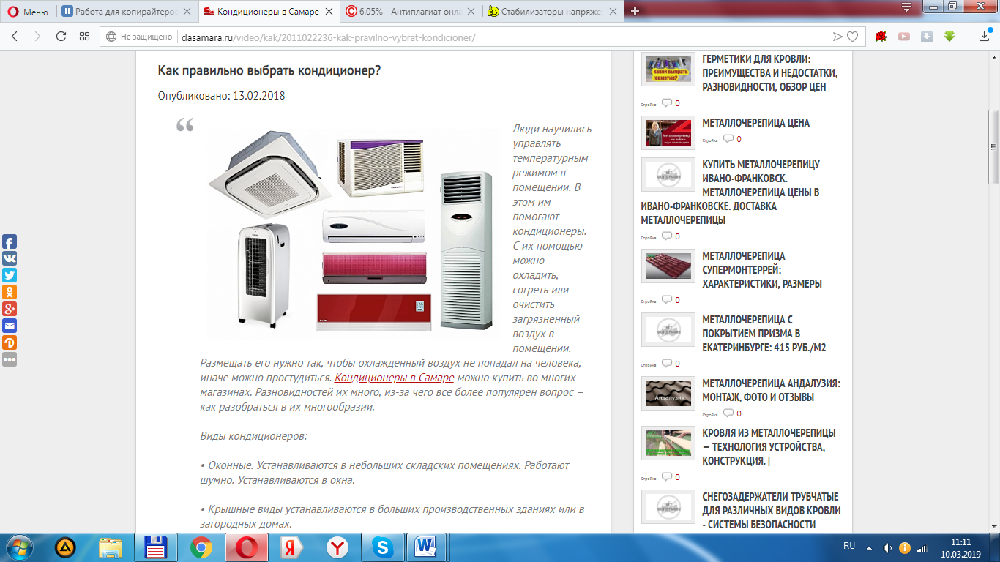 Меню
Работа для копирайтеров
Кондиционеры в Самаре
6.05% - Антиплагиат онла
Стабилизаторы напряжен
Не защищено
dasamara.ru/video/kak/2011022236-kak-pravilno-vybrat-kondicioner/
Как правильно выбрать кондиционер?
Опубликовано: 13.02.2018
Люди научились
управлять
температурным
режимом в
помещении. В
этом им
помогают
кондиционеры.
С их помощью
можно
охладить,
согреть или
очистить
загрязненный
воздух в
помещении.
Размещать его нужно так, чтобы охлажденный воздух не попадал на человека,
иначе можно простудиться. Кондиционеры в Самаре можно купить во многих
магазинах. Разновидностей их много, из-за чего все более популярен вопрос –
как разобраться в их многообразии.
Виды кондиционеров:
• Оконные. Устанавливаются в небольших складских помещениях. Работают
шумно. Устанавливаются в окна.
• Крышные виды устанавливаются в больших производственных зданиях или в
загородных домах.
Какой выбрать
герметик?
ГЕРМЕТИКИ ДЛЯ КРОВЛИ:
ПРЕИМУЩЕСТВА И НЕДОСТАТКИ,
РАЗНОВИДНОСТИ, ОБЗОР ЦЕН
Стройка 0
Металлочерепица
МЕТАЛЛОЧЕРЕПИЦА ЦЕНА
Стройка 0
КУПИТЬ МЕТАЛЛОЧЕРЕПИЦУ
ИВАНО-ФРАНКОВСК.
МЕТАЛЛОЧЕРЕПИЦА ЦЕНЫ В
ИВАНО-ФРАНКОВСКЕ. ДОСТАВКА
МЕТАЛЛОЧЕРЕПИЦЫ
Стройка 0
МЕТАЛЛОЧЕРЕПИЦА
СУПЕРМОНТЕРРЕЙ:
ХАРАКТЕРИСТИКИ, РАЗМЕРЫ
Стройка 0
МЕТАЛЛОЧЕРЕПИЦА С
ПОКРЫТИЕМ ПРИЗМА В
ЕКАТЕРИНБУРГЕ: 415 РУБ./М2
Стройка 0
Андалузия
МЕТАЛЛОЧЕРЕПИЦА АНДАЛУЗИЯ:
МОНТАЖ, ФОТО И ОТЗЫВЫ
Стройка 0
КРОВЛЯ ИЗ МЕТАЛЛОЧЕРЕПИЦЫ
— ТЕХНОЛОГИЯ УСТРОЙСТВА,
КОНСТРУКЦИЯ. |
Стройка 0
СНЕГОЗАДЕРЖАТЕЛИ ТРУБЧАТЫЕ
ДЛЯ РАЗЛИЧНЫХ ВИДОВ КРОВЛИ
- СИСТЕМЫ БЕЗОПАСНОСТИ
RU
11:11
10.03.2019